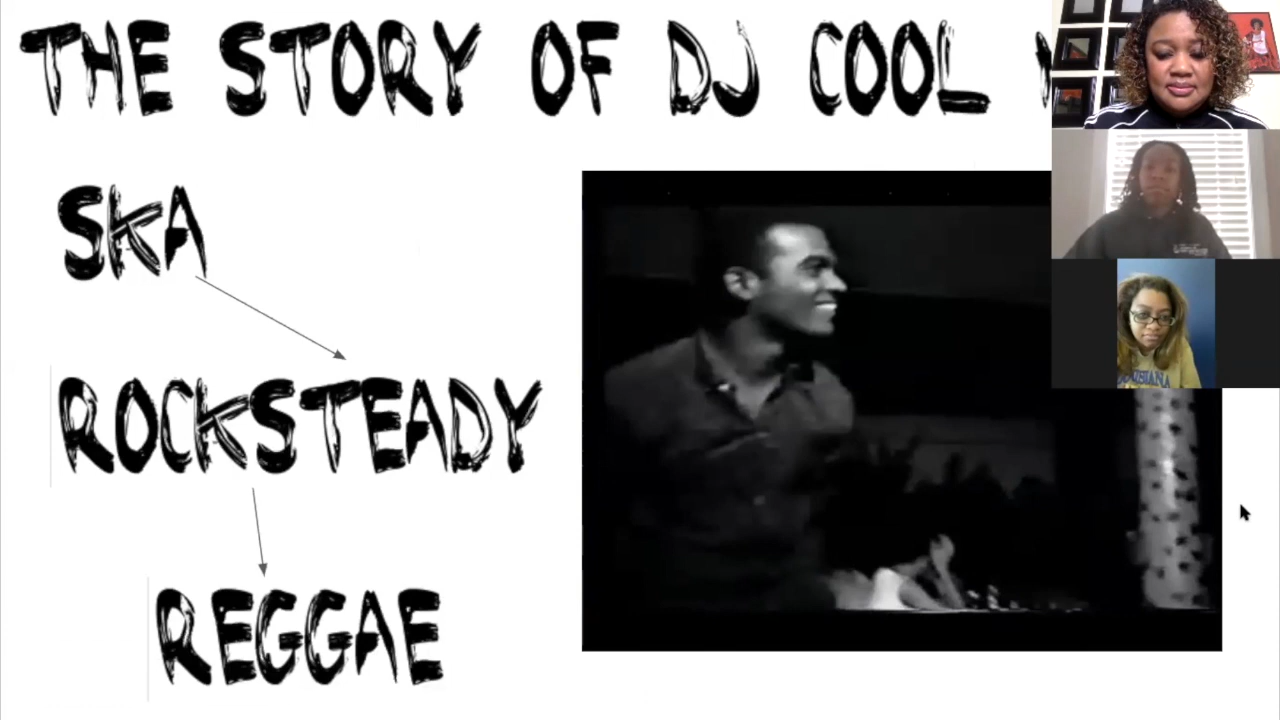 THE STORY OF DJ COOL
SKA
ROCKSTEADY
REGGAE